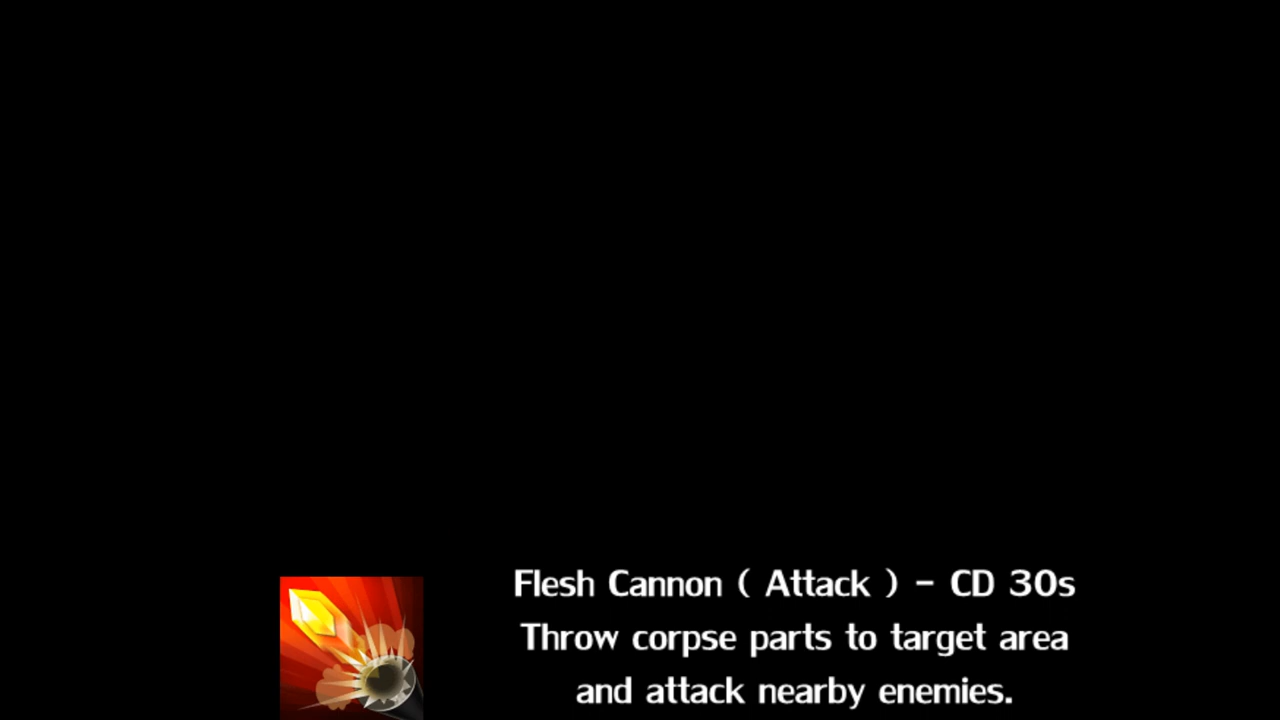 Flesh Cannon ( Attack ) - CD 30s
Throw corpse parts to target area
and attack nearby enemies.